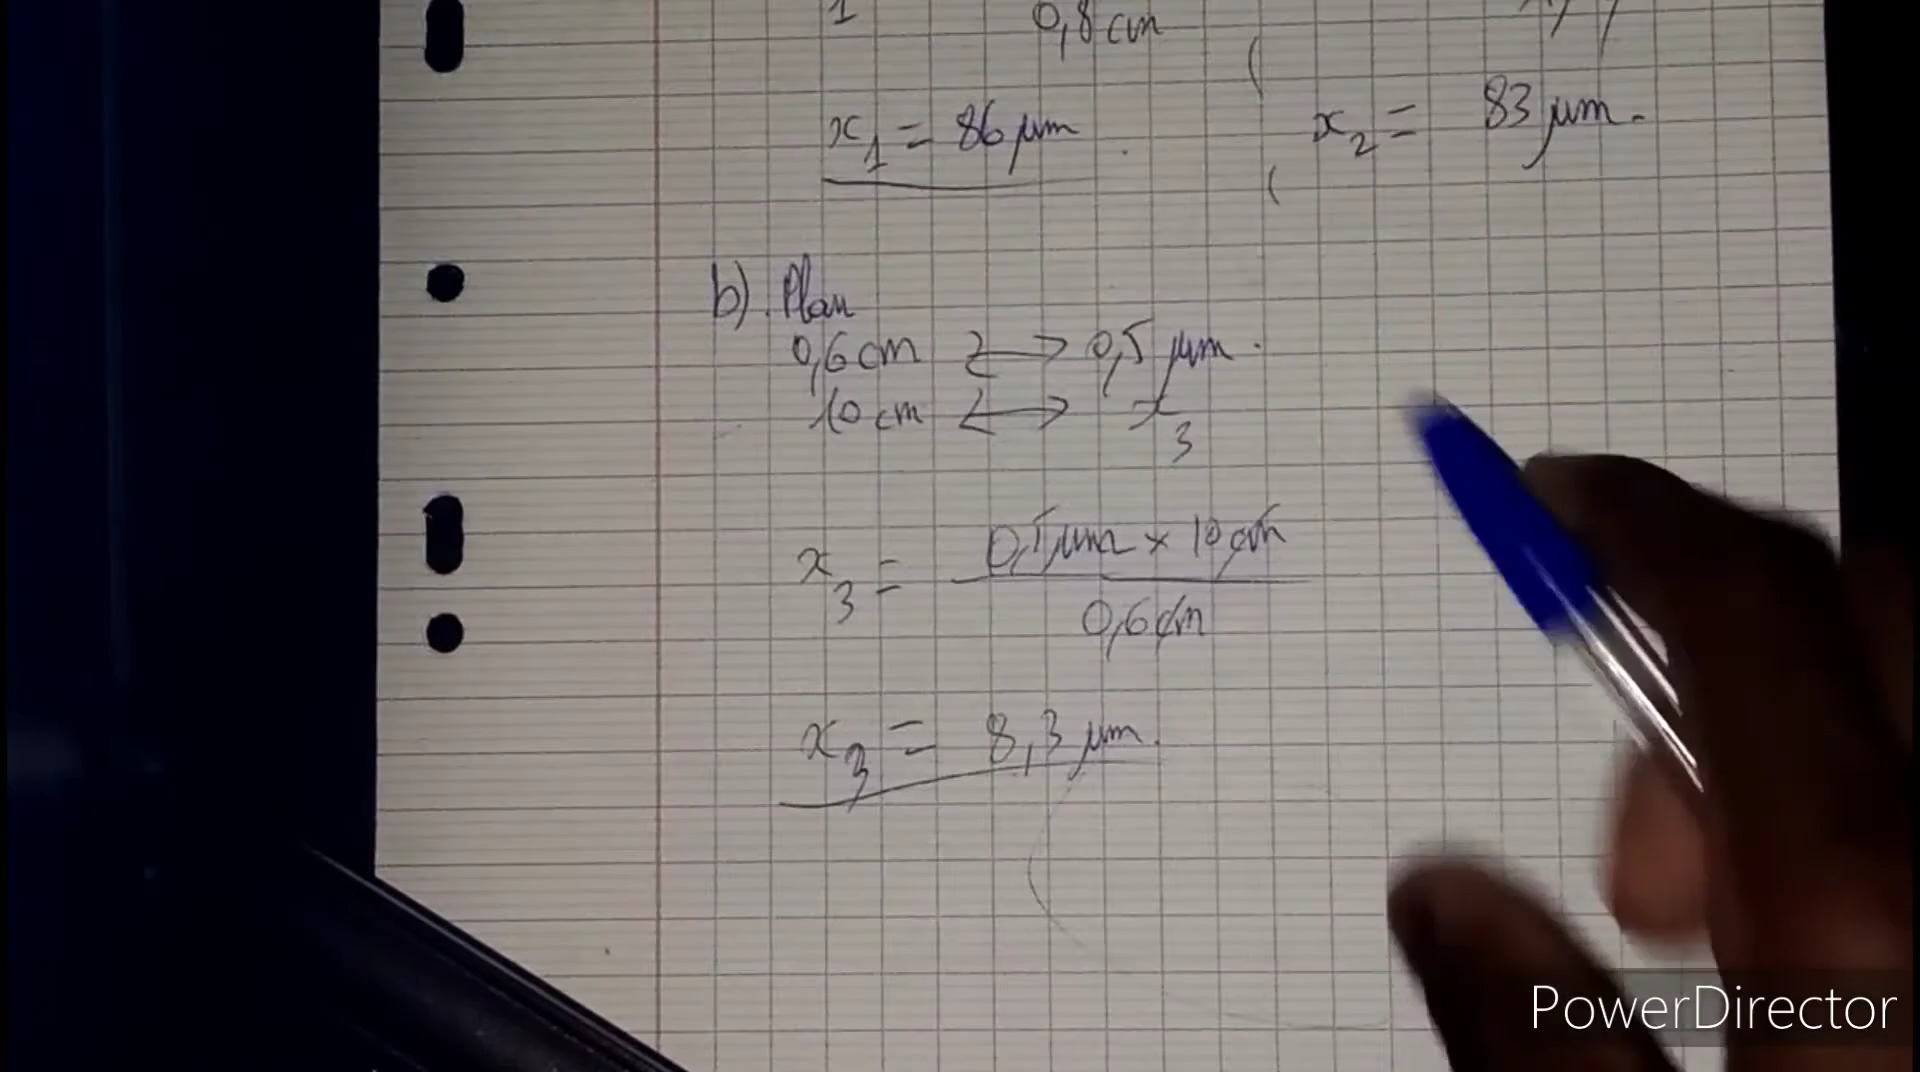 1 0,8 cm
x₁ = 86 µm x₂ = 83 µm.
b). Plan
0,6 cm ⟷ 0,5 µm.
10 cm ⟷ x₃
x₃ = 0,5 µm × 10 cm
0,6 cm
x₃ = 8,3 µm.
PowerDirector